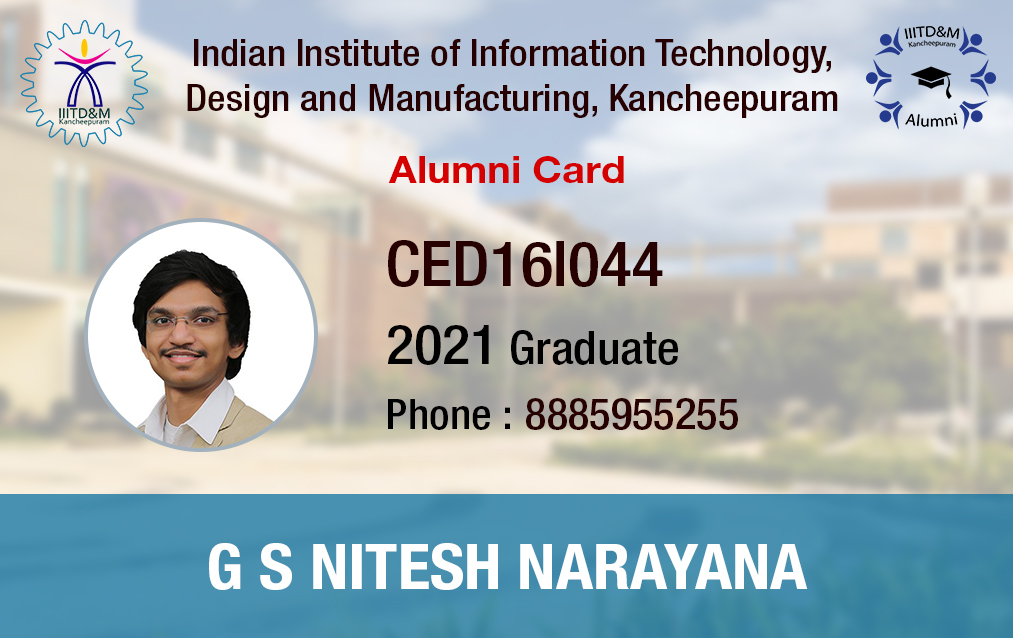 Indian Institute of Information Technology,
Design and Manufacturing, Kancheepuram
IIITD&M
Kancheepuram
IIITD&M
Kancheepuram
Alumni
Alumni Card
CED16I044
2021 Graduate
Phone : 8885955255
G S NITESH NARAYANA